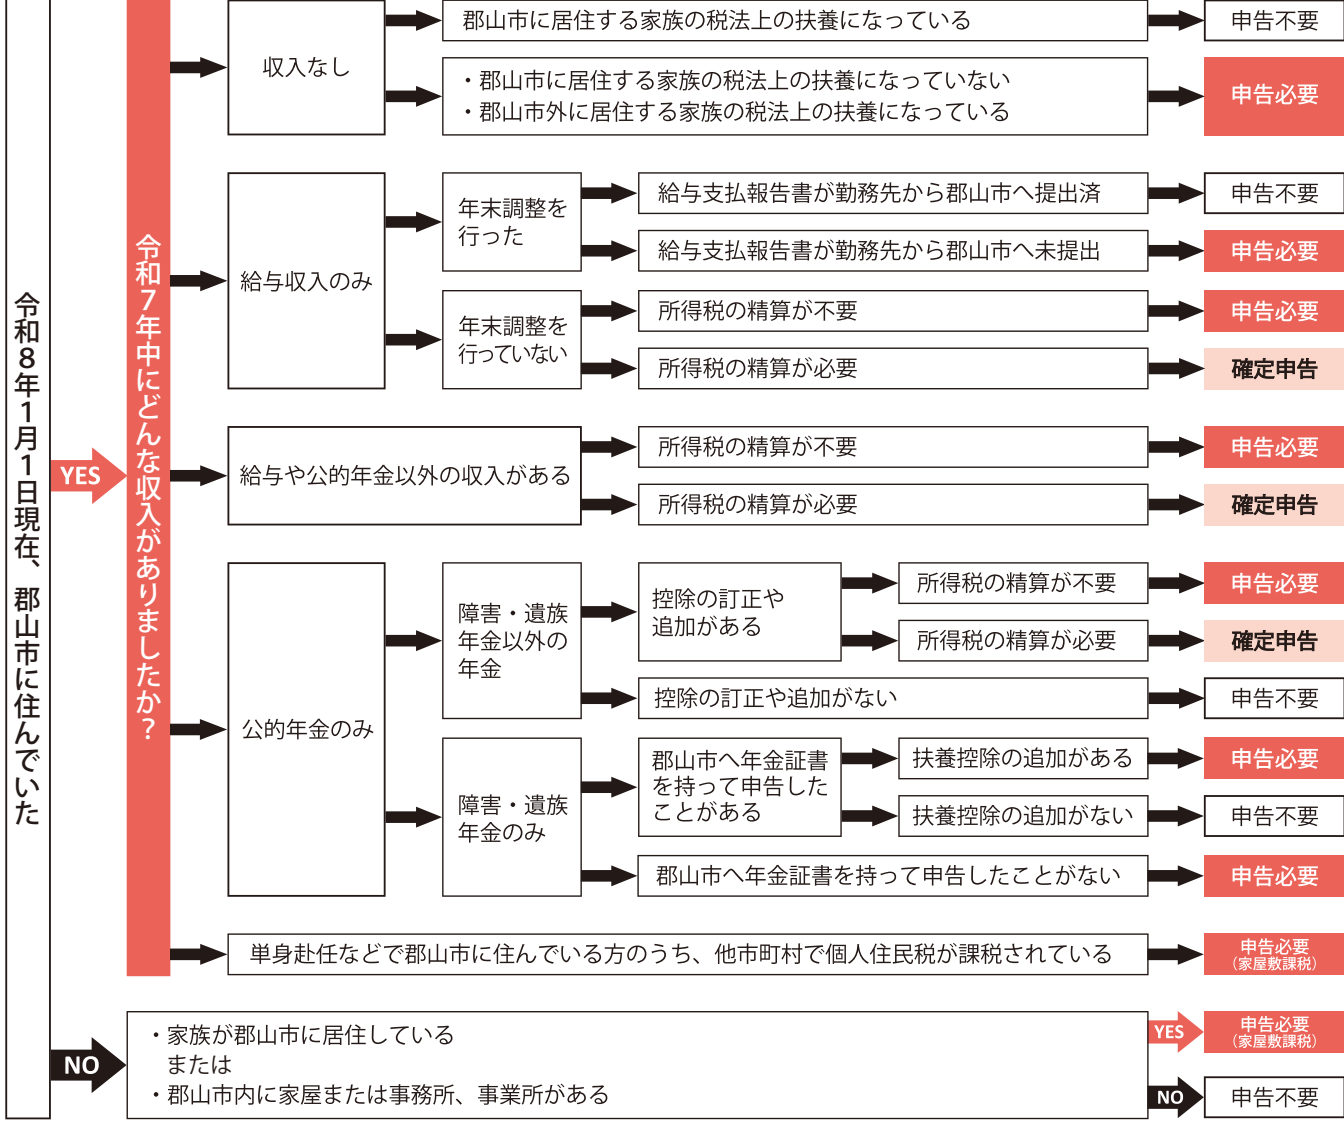 令和8年1月1日現在、郡山市に住んでいた
YES
令和7年中にどんな収入がありましたか？
収入なし
郡山市に居住する家族の税法上の扶養になっている
申告不要
・郡山市に居住する家族の税法上の扶養になっていない
・郡山市外に居住する家族の税法上の扶養になっている
申告必要
給与収入のみ
年末調整を
行った
給与支払報告書が勤務先から郡山市へ提出済
申告不要
給与支払報告書が勤務先から郡山市へ未提出
申告必要
年末調整を
行っていない
所得税の精算が不要
申告必要
所得税の精算が必要
確定申告
給与や公的年金以外の収入がある
所得税の精算が不要
申告必要
所得税の精算が必要
確定申告
公的年金のみ
障害・遺族
年金以外の
年金
控除の訂正や
追加がある
所得税の精算が不要
申告必要
所得税の精算が必要
確定申告
控除の訂正や追加がない
申告不要
障害・遺族
年金のみ
郡山市へ年金証書
を持って申告した
ことがある
扶養控除の追加がある
申告必要
扶養控除の追加がない
申告不要
郡山市へ年金証書を持って申告したことがない
申告必要
単身赴任などで郡山市に住んでいる方のうち、他市町村で個人住民税が課税されている
申告必要
（家屋敷課税）
NO
・家族が郡山市に居住している
または
・郡山市内に家屋または事務所、事業所がある
YES
申告必要
（家屋敷課税）
NO
申告不要